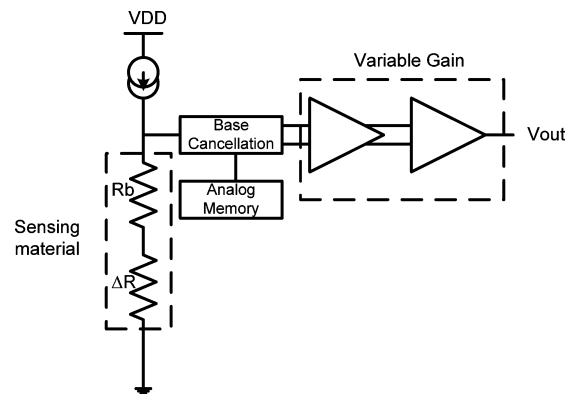 VDD
Variable Gain
Base
Cancellation
Vout
Rb
Analog
Memory
Sensing
material
ΔR